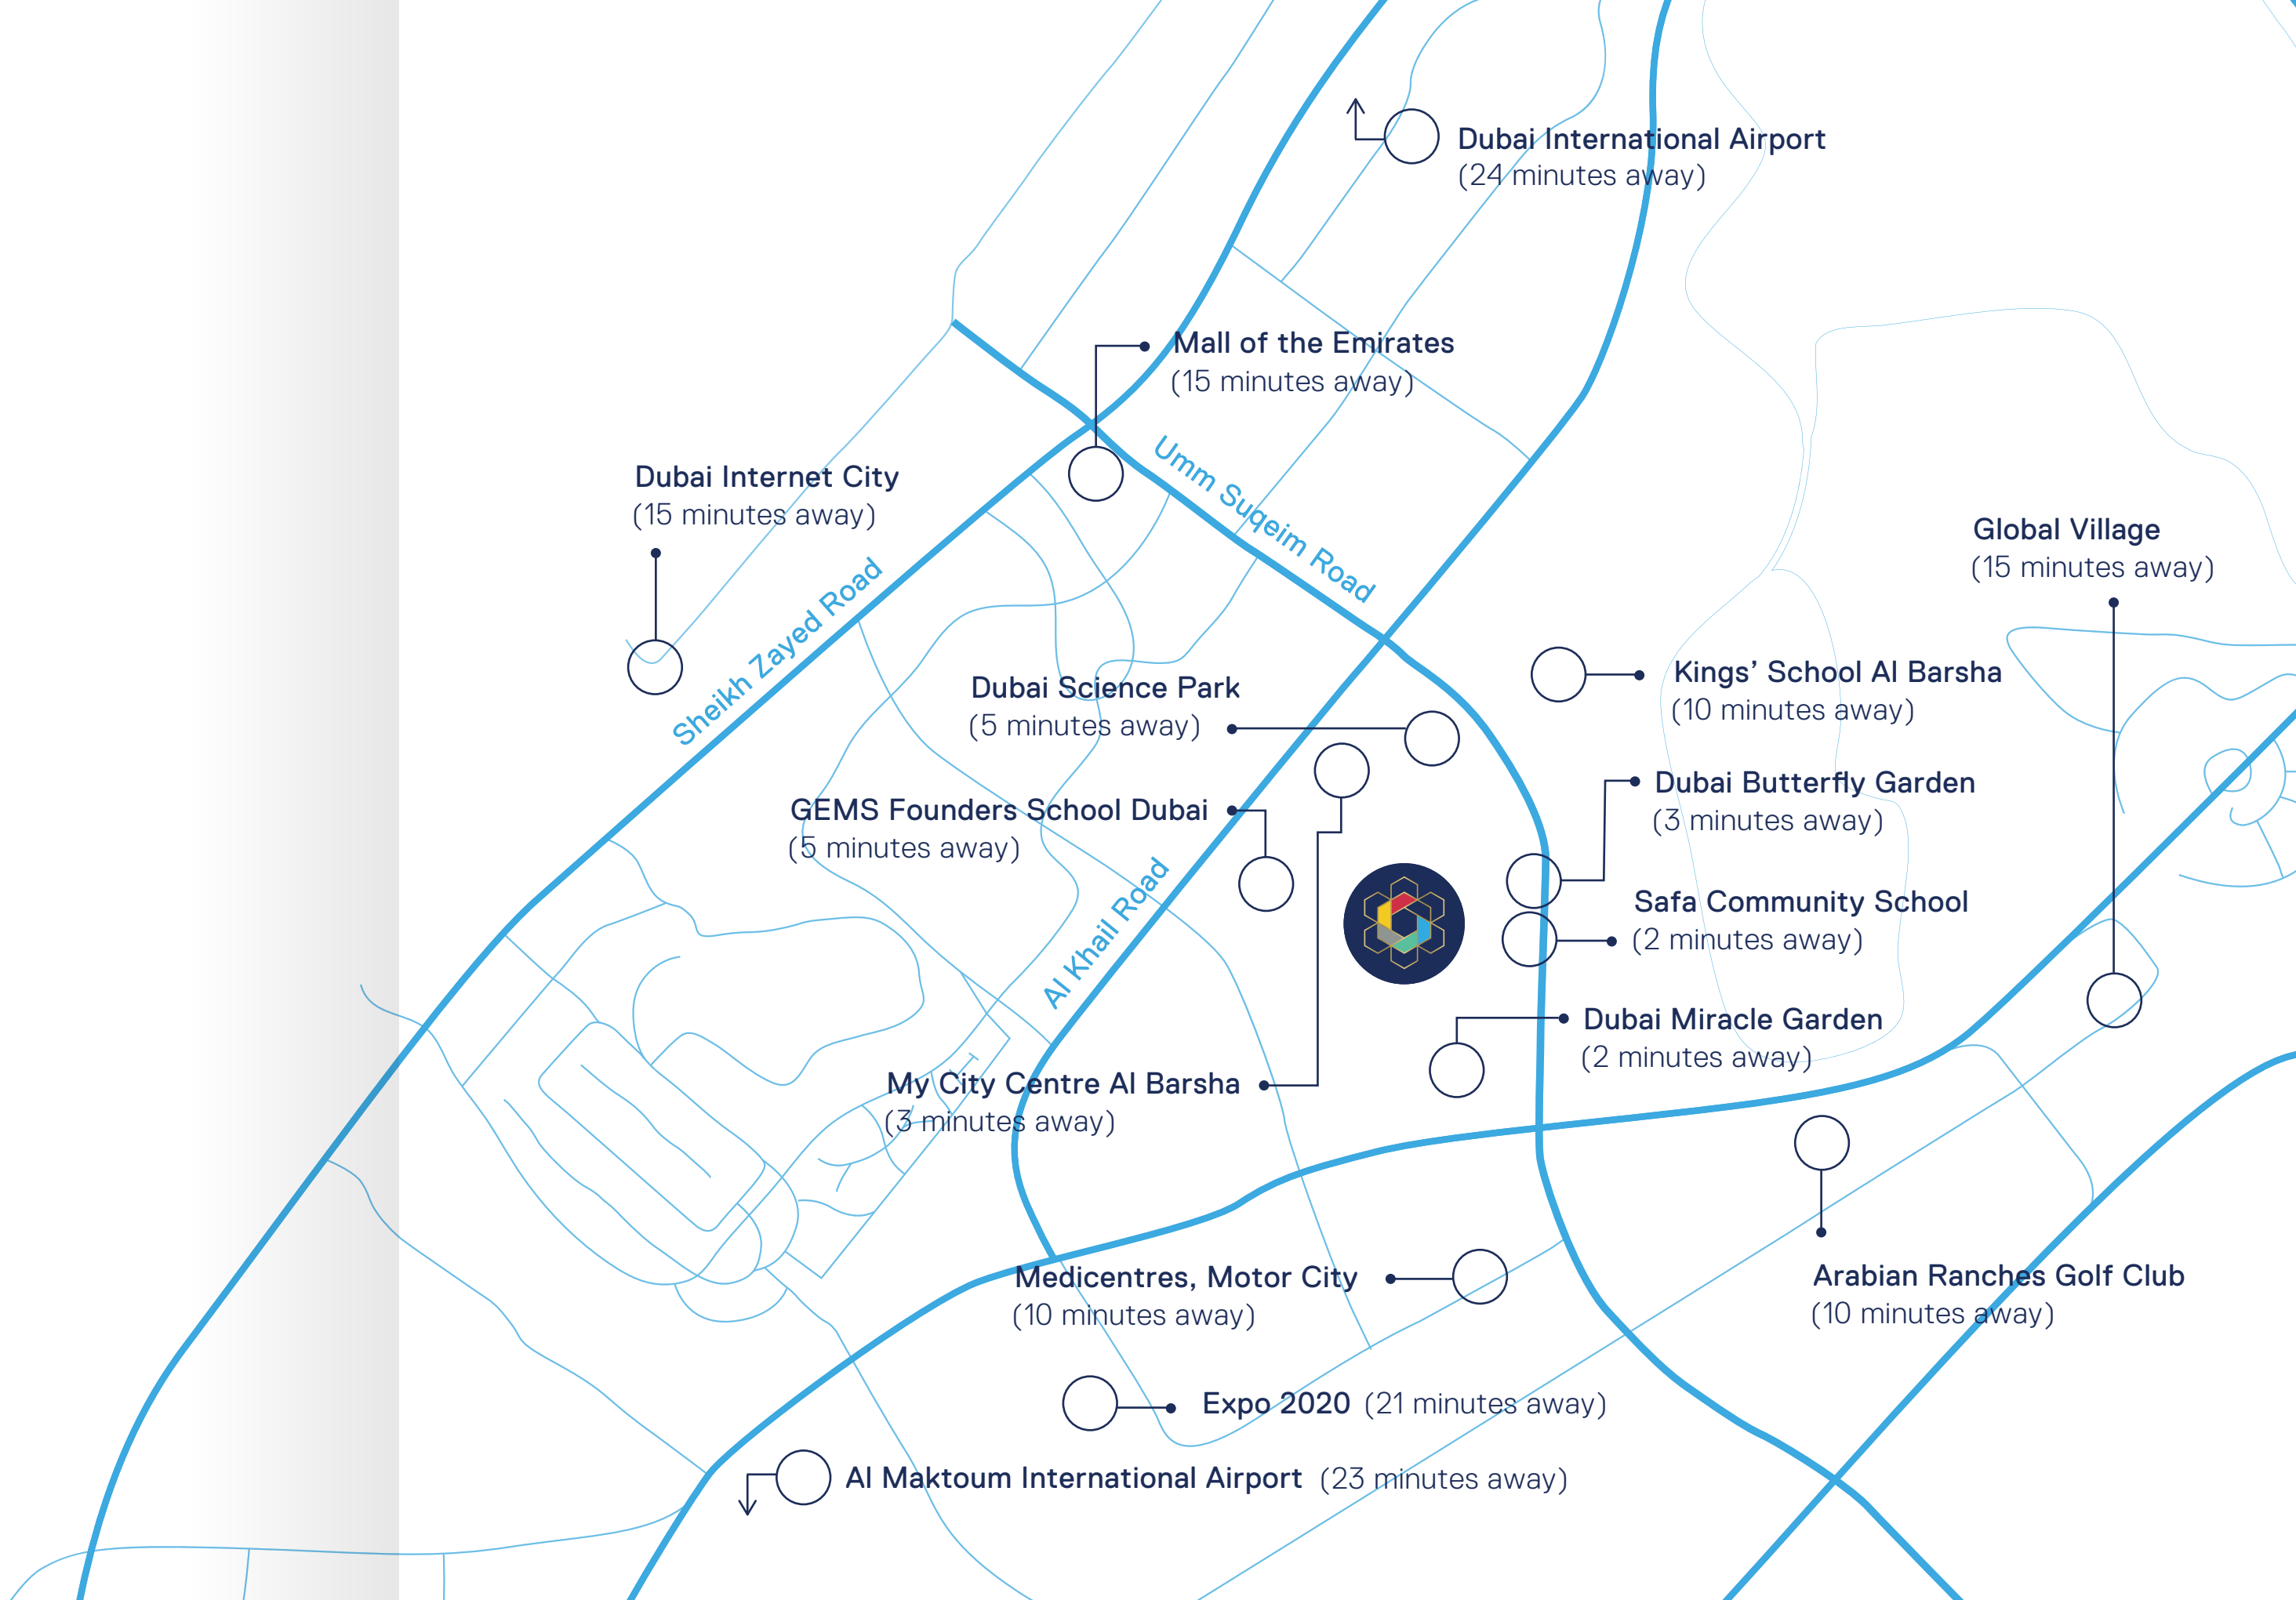 Dubai International Airport
(24 minutes away)
Mall of the Emirates
(15 minutes away)
Umm Suqeim Road
Dubai Internet City
(15 minutes away)
Sheikh Zayed Road
Global Village
(15 minutes away)
Kings’ School Al Barsha
(10 minutes away)
Dubai Science Park
(5 minutes away)
Dubai Butterfly Garden
(3 minutes away)
GEMS Founders School Dubai
(5 minutes away)
Al Khail Road
Safa Community School
(2 minutes away)
Dubai Miracle Garden
(2 minutes away)
My City Centre Al Barsha
(3 minutes away)
Medicentres, Motor City
(10 minutes away)
Arabian Ranches Golf Club
(10 minutes away)
Expo 2020 (21 minutes away)
Al Maktoum International Airport (23 minutes away)